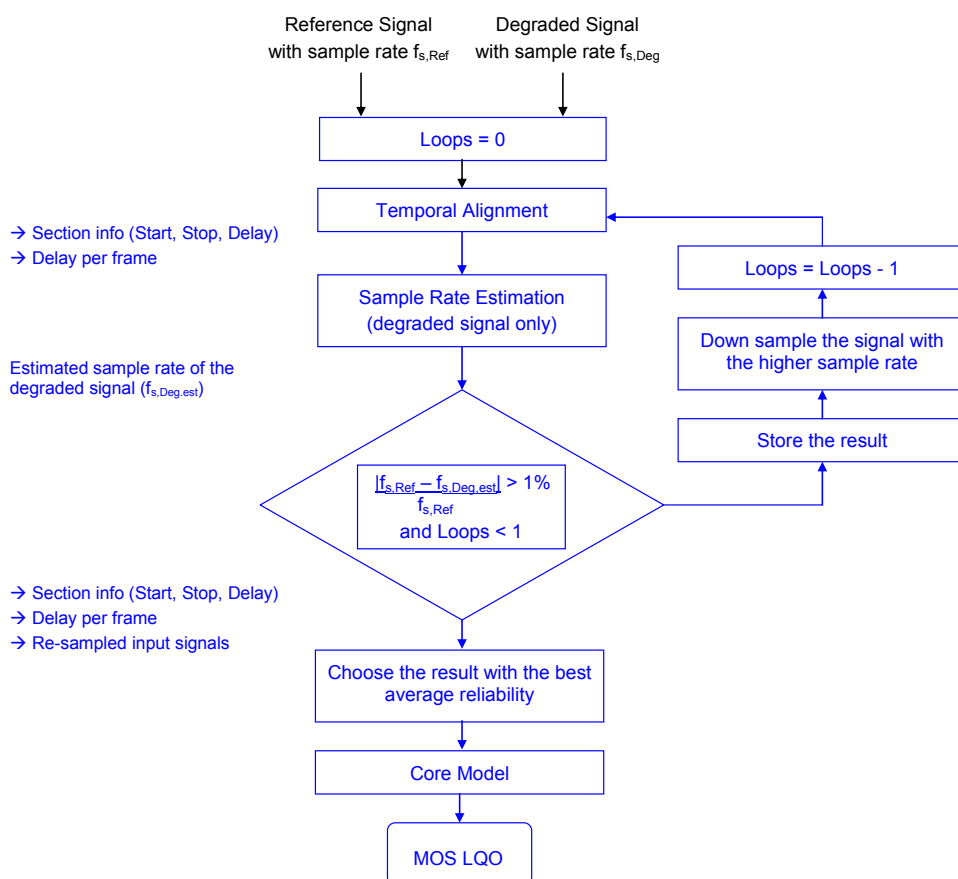 Reference Signal
with sample rate fs,Ref
Degraded Signal
with sample rate fs,Deg
Loops = 0
Temporal Alignment
→ Section info (Start, Stop, Delay)
→ Delay per frame
Loops = Loops - 1
Sample Rate Estimation
(degraded signal only)
Down sample the signal with
the higher sample rate
Estimated sample rate of the
degraded signal (fs,Deg.est)
Store the result
|fs,Ref – fs,Deg,est| > 1%
fs,Ref
and Loops < 1
→ Section info (Start, Stop, Delay)
→ Delay per frame
→ Re-sampled input signals
Choose the result with the best
average reliability
Core Model
MOS LQO